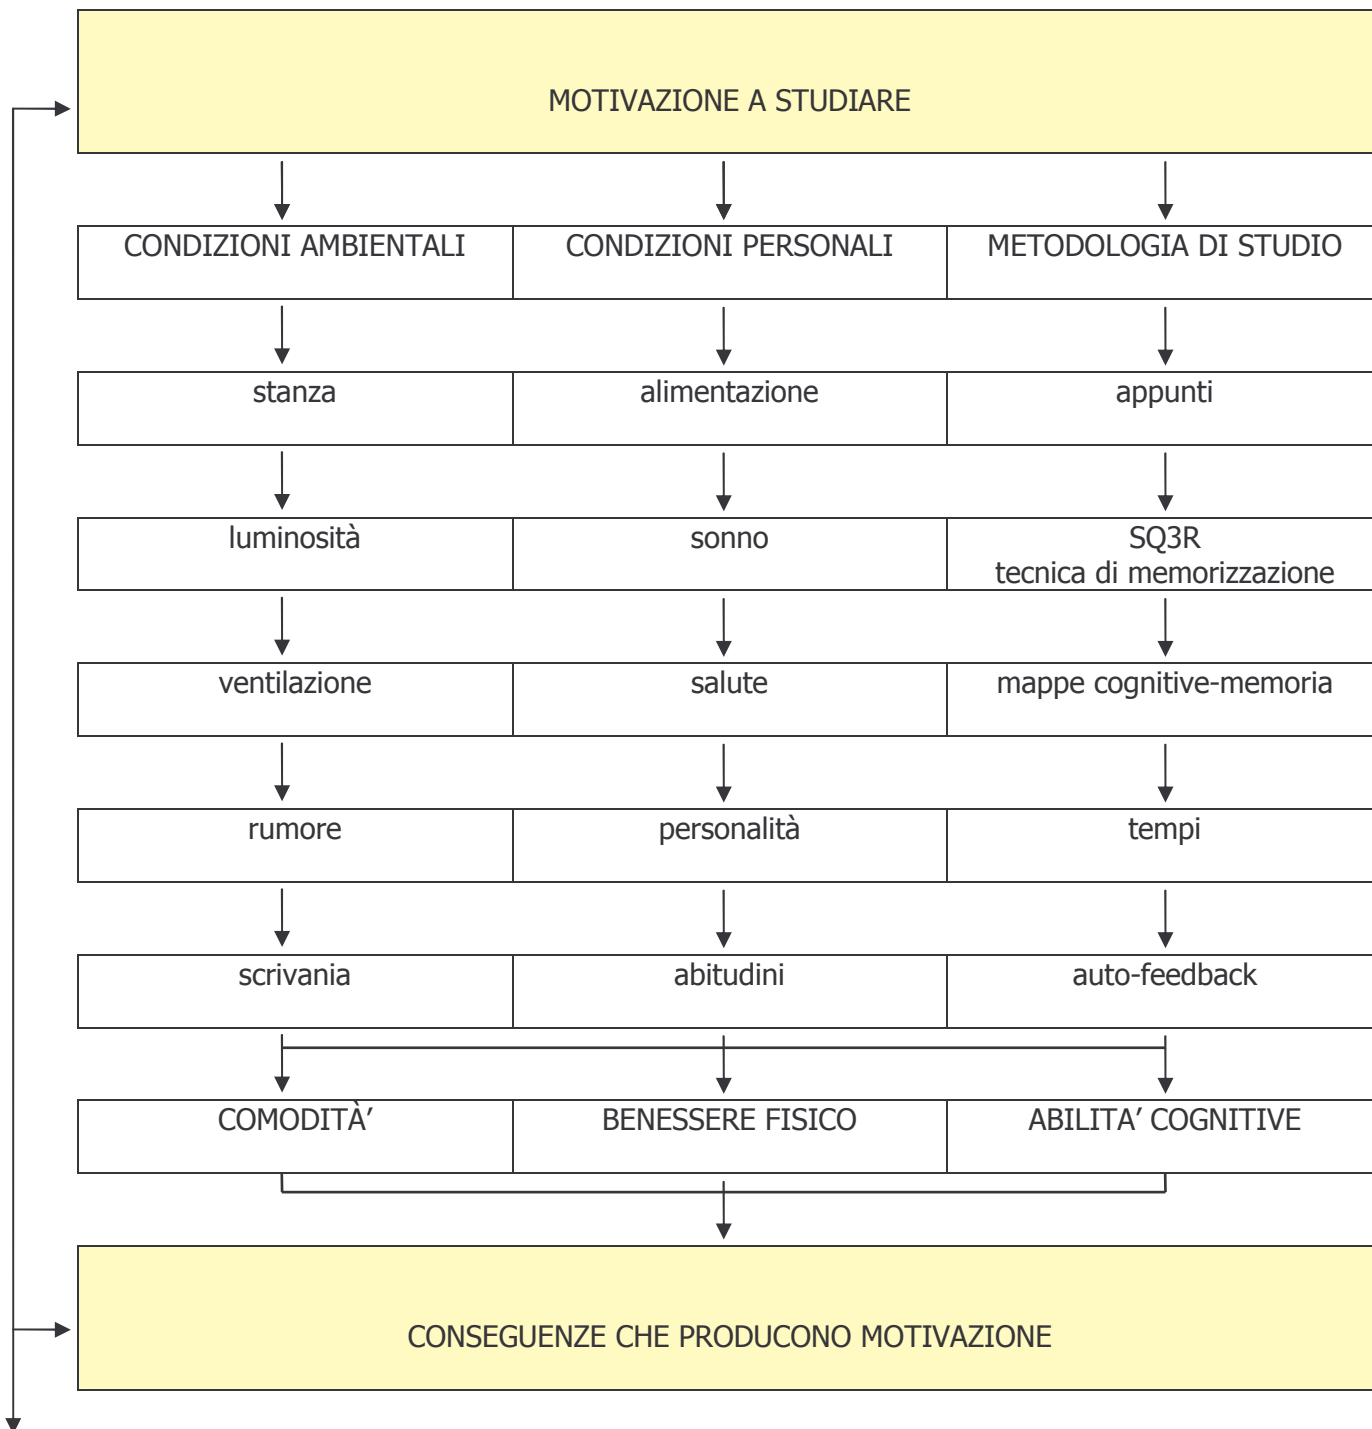 MOTIVAZIONE A STUDIARE
CONDIZIONI AMBIENTALI
CONDIZIONI PERSONALI
METODOLOGIA DI STUDIO
stanza
alimentazione
appunti
luminosità
sonno
SQ3R
tecnica di memorizzazione
ventilazione
salute
mappe cognitive-memoria
rumore
personalità
tempi
scrivania
abitudini
auto-feedback
COMODITÀ’
BENESSERE FISICO
ABILITA’ COGNITIVE
CONSEGUENZE CHE PRODUCONO MOTIVAZIONE